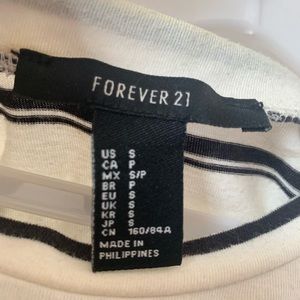 FOREVER 21
US S
CA P
MX S/P
BR P
EU S
UK S
KR S
JP S
CN 160/84A
MADE IN
PHILIPPINES